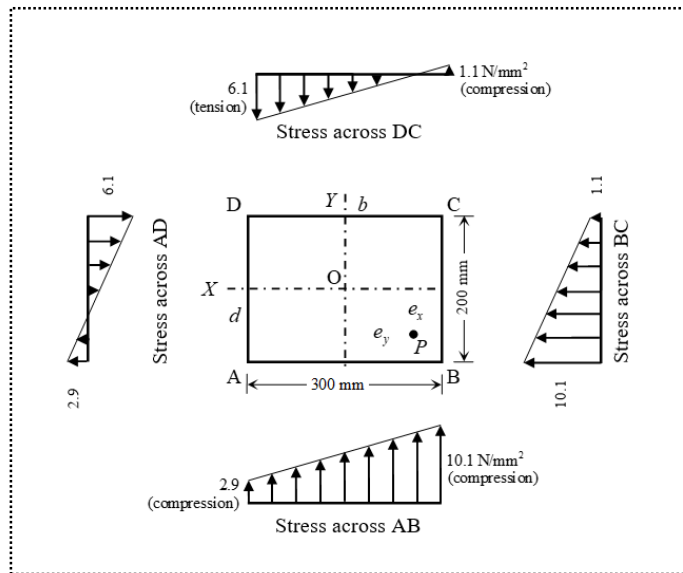 6.1
(tension)
1.1 N/mm²
(compression)
Stress across DC
6.1
Stress across AD
2.9
D
Y
b
C
X
O
d
e_x
e_y
P
A
B
300 mm
200 mm
1.1
Stress across BC
10.1
2.9
(compression)
10.1 N/mm²
(compression)
Stress across AB